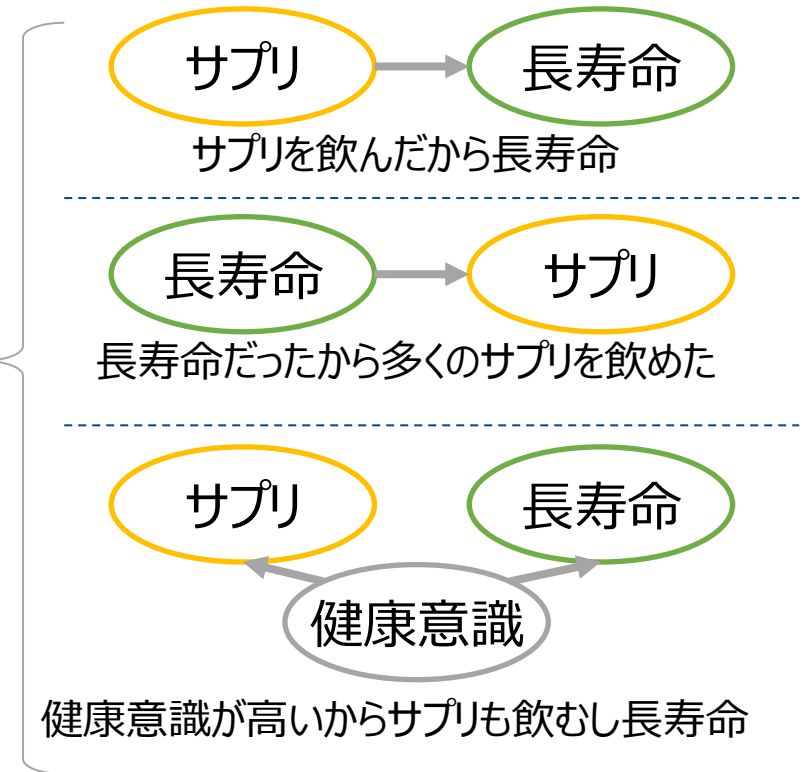 サプリ
長寿命
サプリを飲んだから長寿命
長寿命
サプリ
長寿命だったから多くのサプリを飲めた
サプリ
長寿命
健康意識
健康意識が高いからサプリも飲むし長寿命